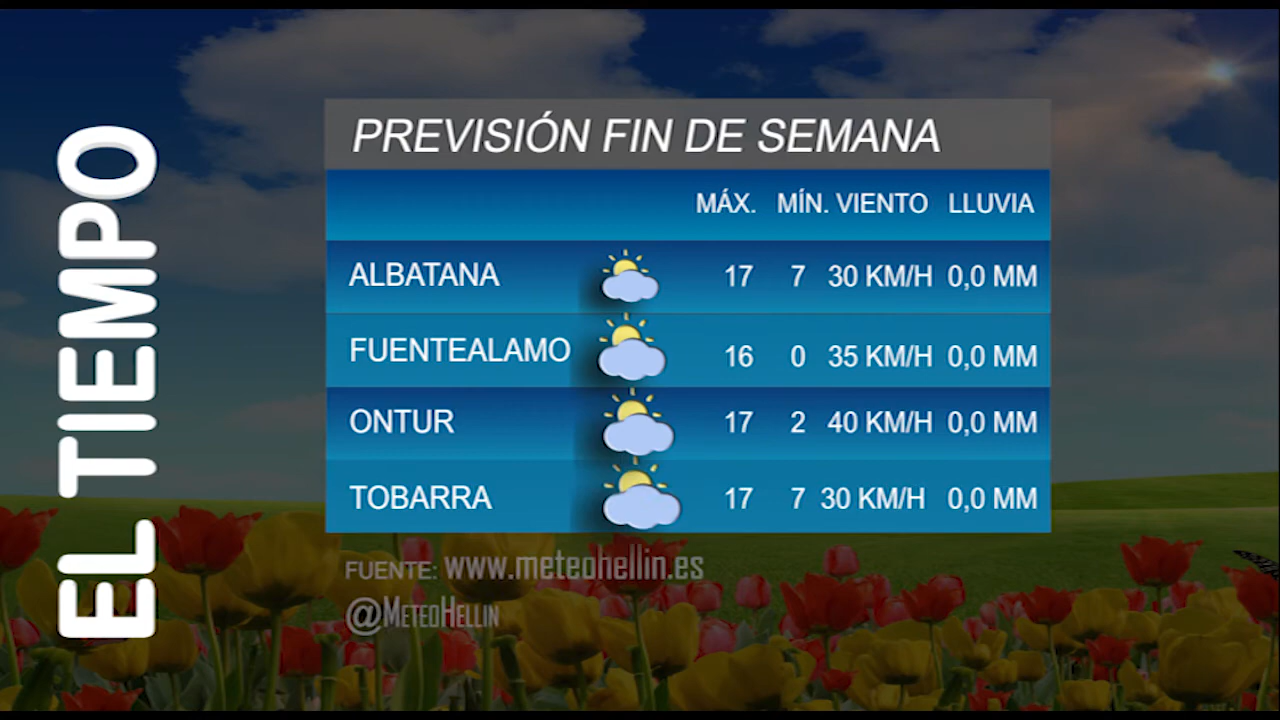 EL TIEMPO
PREVISIÓN FIN DE SEMANA
MÁX. MÍN. VIENTO LLUVIA
ALBATANA 17 7 30 KM/H 0,0 MM
FUENTEALAMO 16 0 35 KM/H 0,0 MM
ONTUR 17 2 40 KM/H 0,0 MM
TOBARRA 17 7 30 KM/H 0,0 MM
FUENTE: www.meteohellin.es
@METEOHELLIN